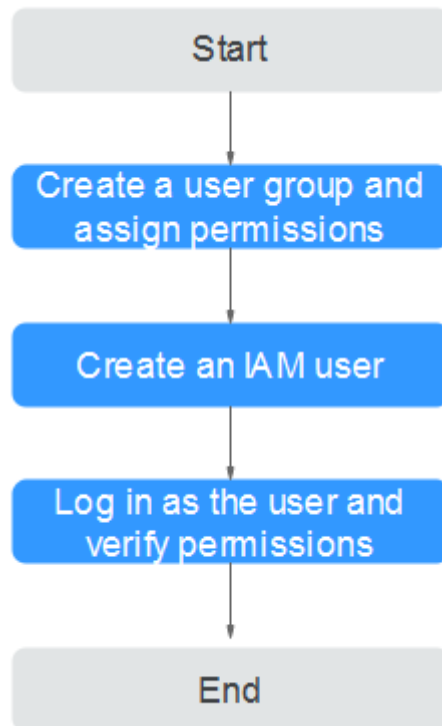 Start
Create a user group and
assign permissions
Create an IAM user
Log in as the user and
verify permissions
End